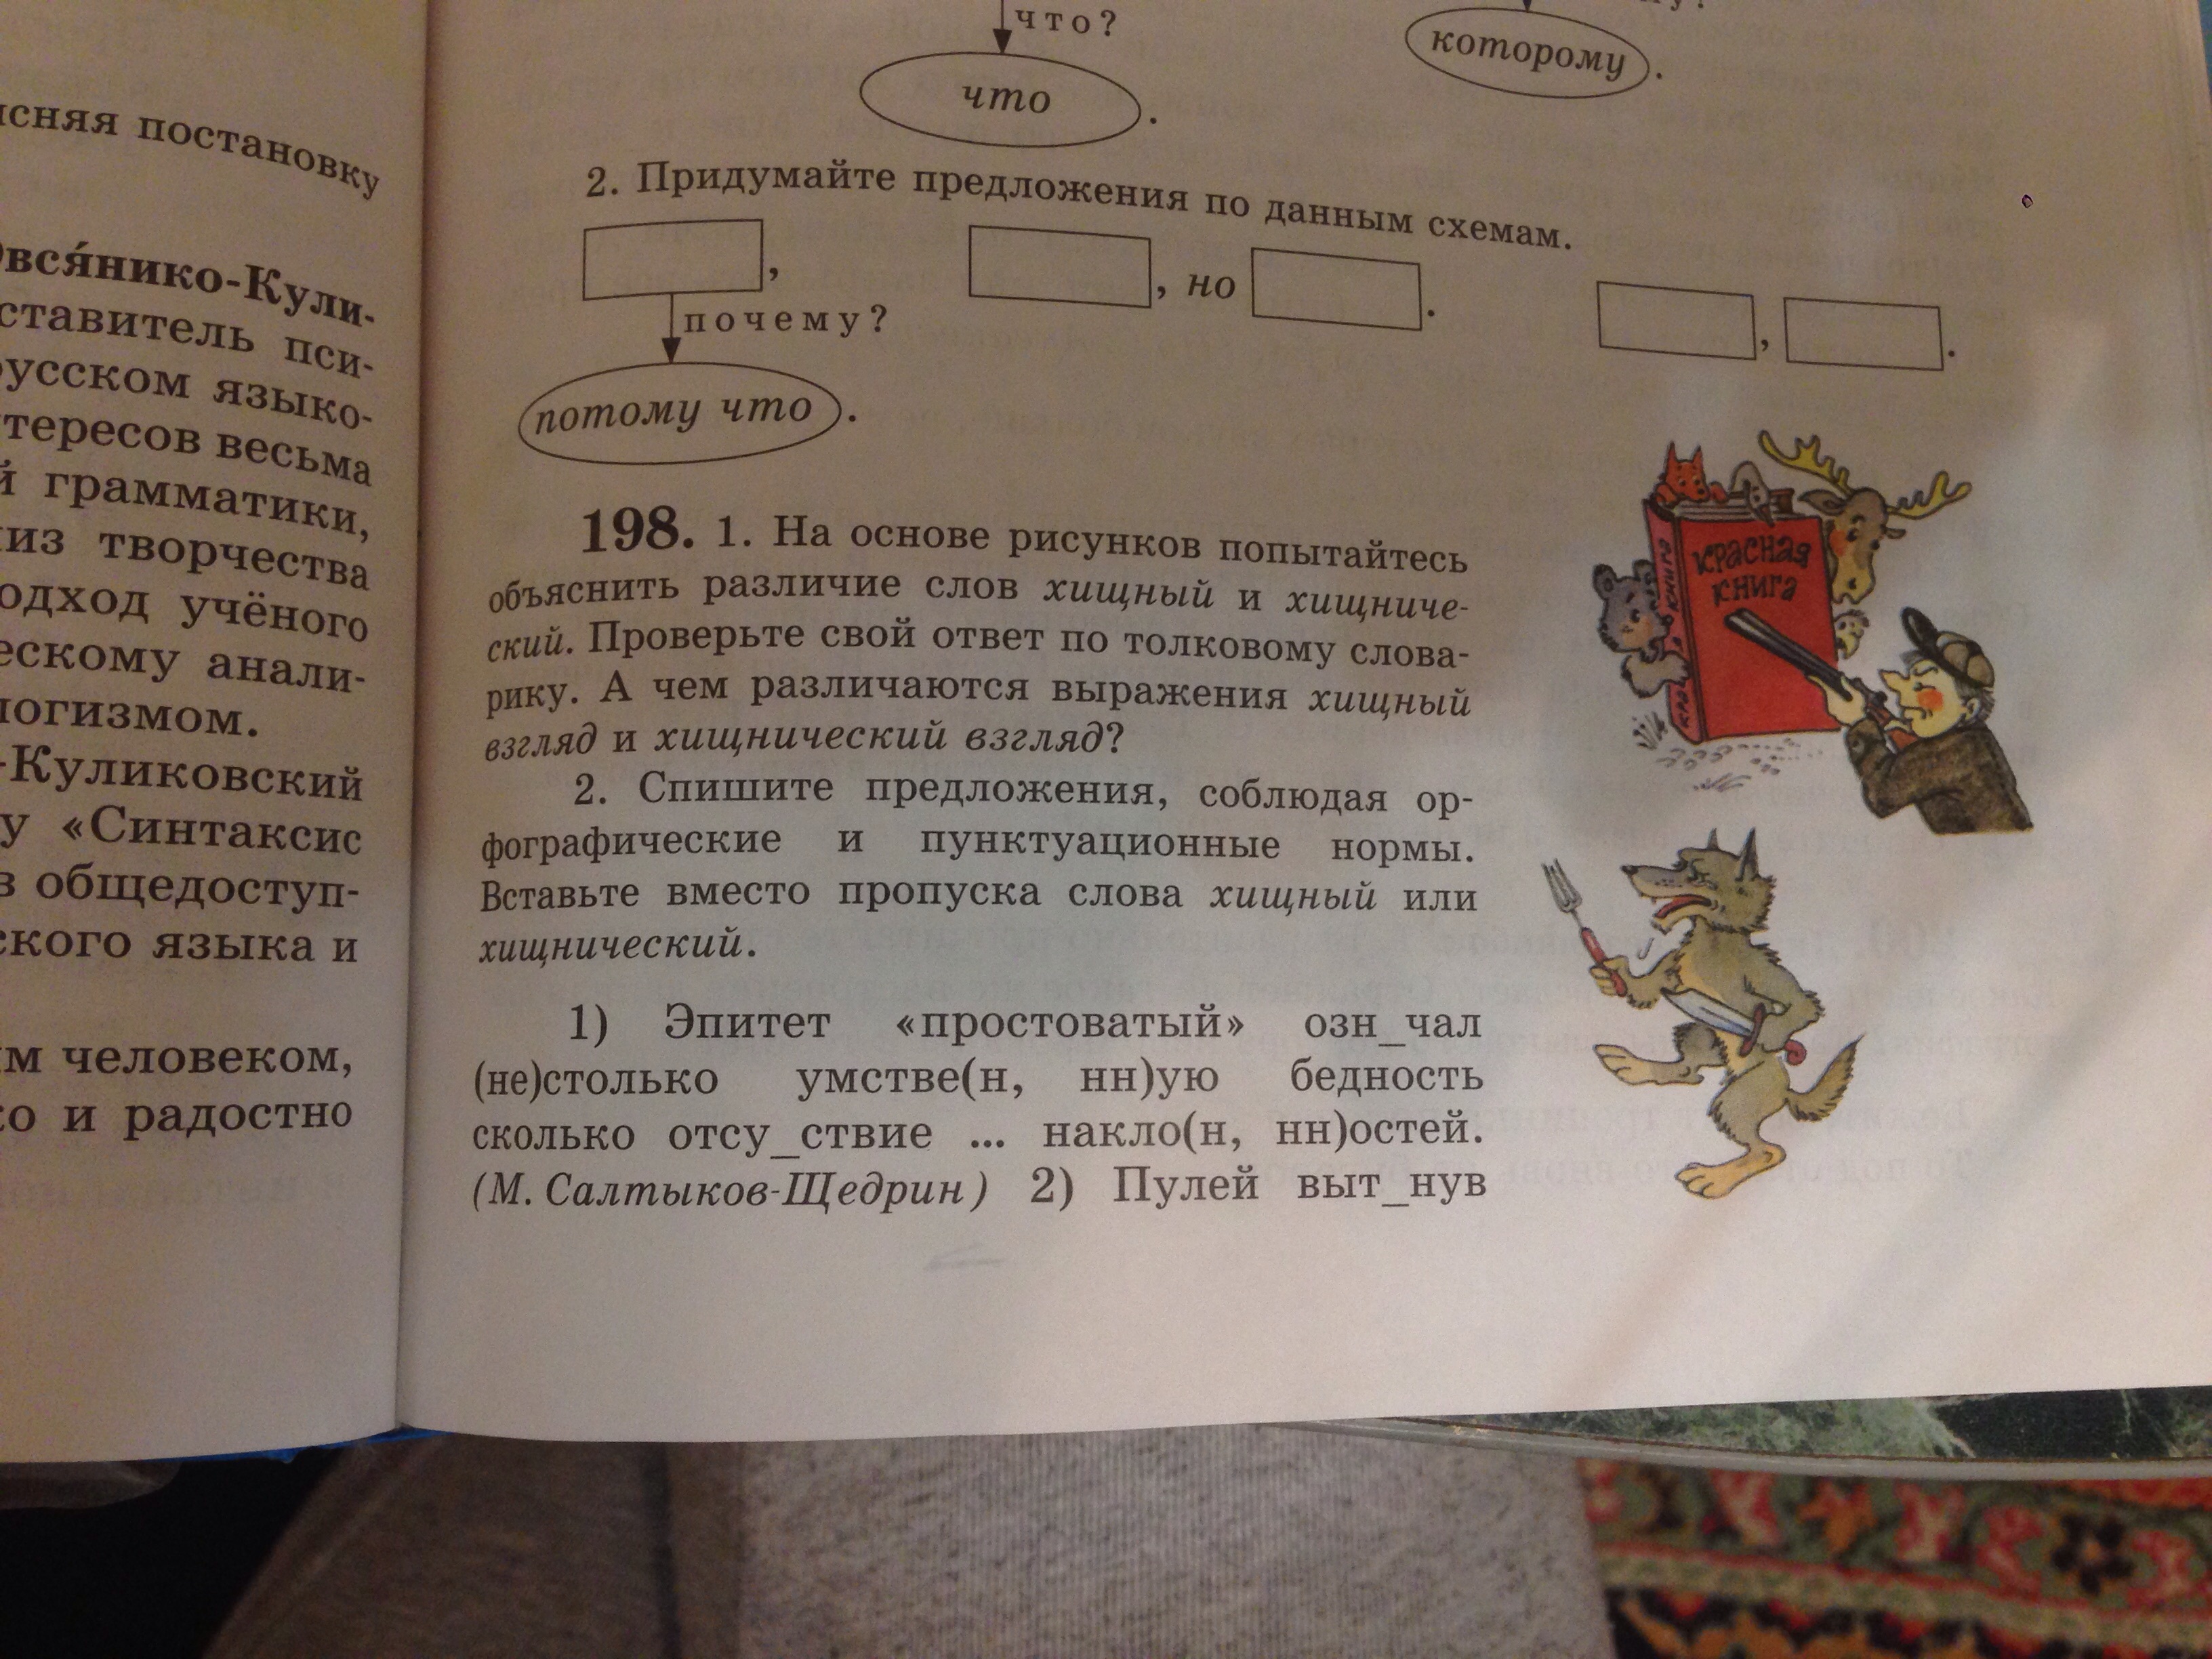 ясняя постановку
Овся́нико-Кули-
ставитель пси-
русском языко-
тересов весьма
й грамматики,
из творчества
одход учёного
ескому анали-
логизмом.
-Куликовский
у «Синтаксис
в общедоступ-
ского языка и
м человеком,
ко и радостно
что?
что.
которому.
2. Придумайте предложения по данным схемам.
, , но . , .
почему?
потому что.
198. 1. На основе рисунков попытайтесь
объяснить различие слов хищный и хищниче-
ский. Проверьте свой ответ по толковому слова-
рику. А чем различаются выражения хищный
взгляд и хищнический взгляд?
2. Спишите предложения, соблюдая ор-
фографические и пунктуационные нормы.
Вставьте вместо пропуска слова хищный или
хищнический.
1) Эпитет «простоватый» озн_чал
(не)столько умстве(н, нн)ую бедность
сколько отсу_ствие ... накло(н, нн)остей.
(М. Салтыков-Щедрин) 2) Пулей выт_нув
КРАСНАЯ
КНИГА